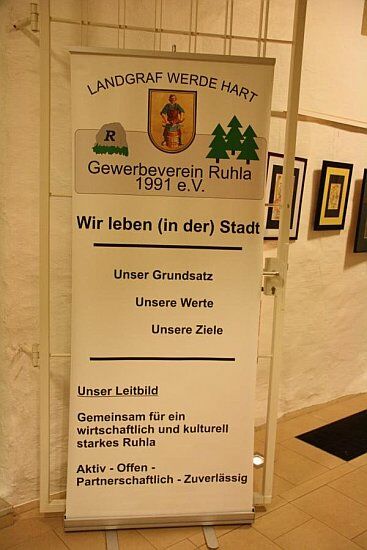 LANDGRAF WERDE HART
R
Gewerbeverein Ruhla
1991 e.V.
Wir leben (in der) Stadt
Unser Grundsatz
Unsere Werte
Unsere Ziele
Unser Leitbild
Gemeinsam für ein
wirtschaftlich und kulturell
starkes Ruhla
Aktiv - Offen -
Partnerschaftlich - Zuverlässig